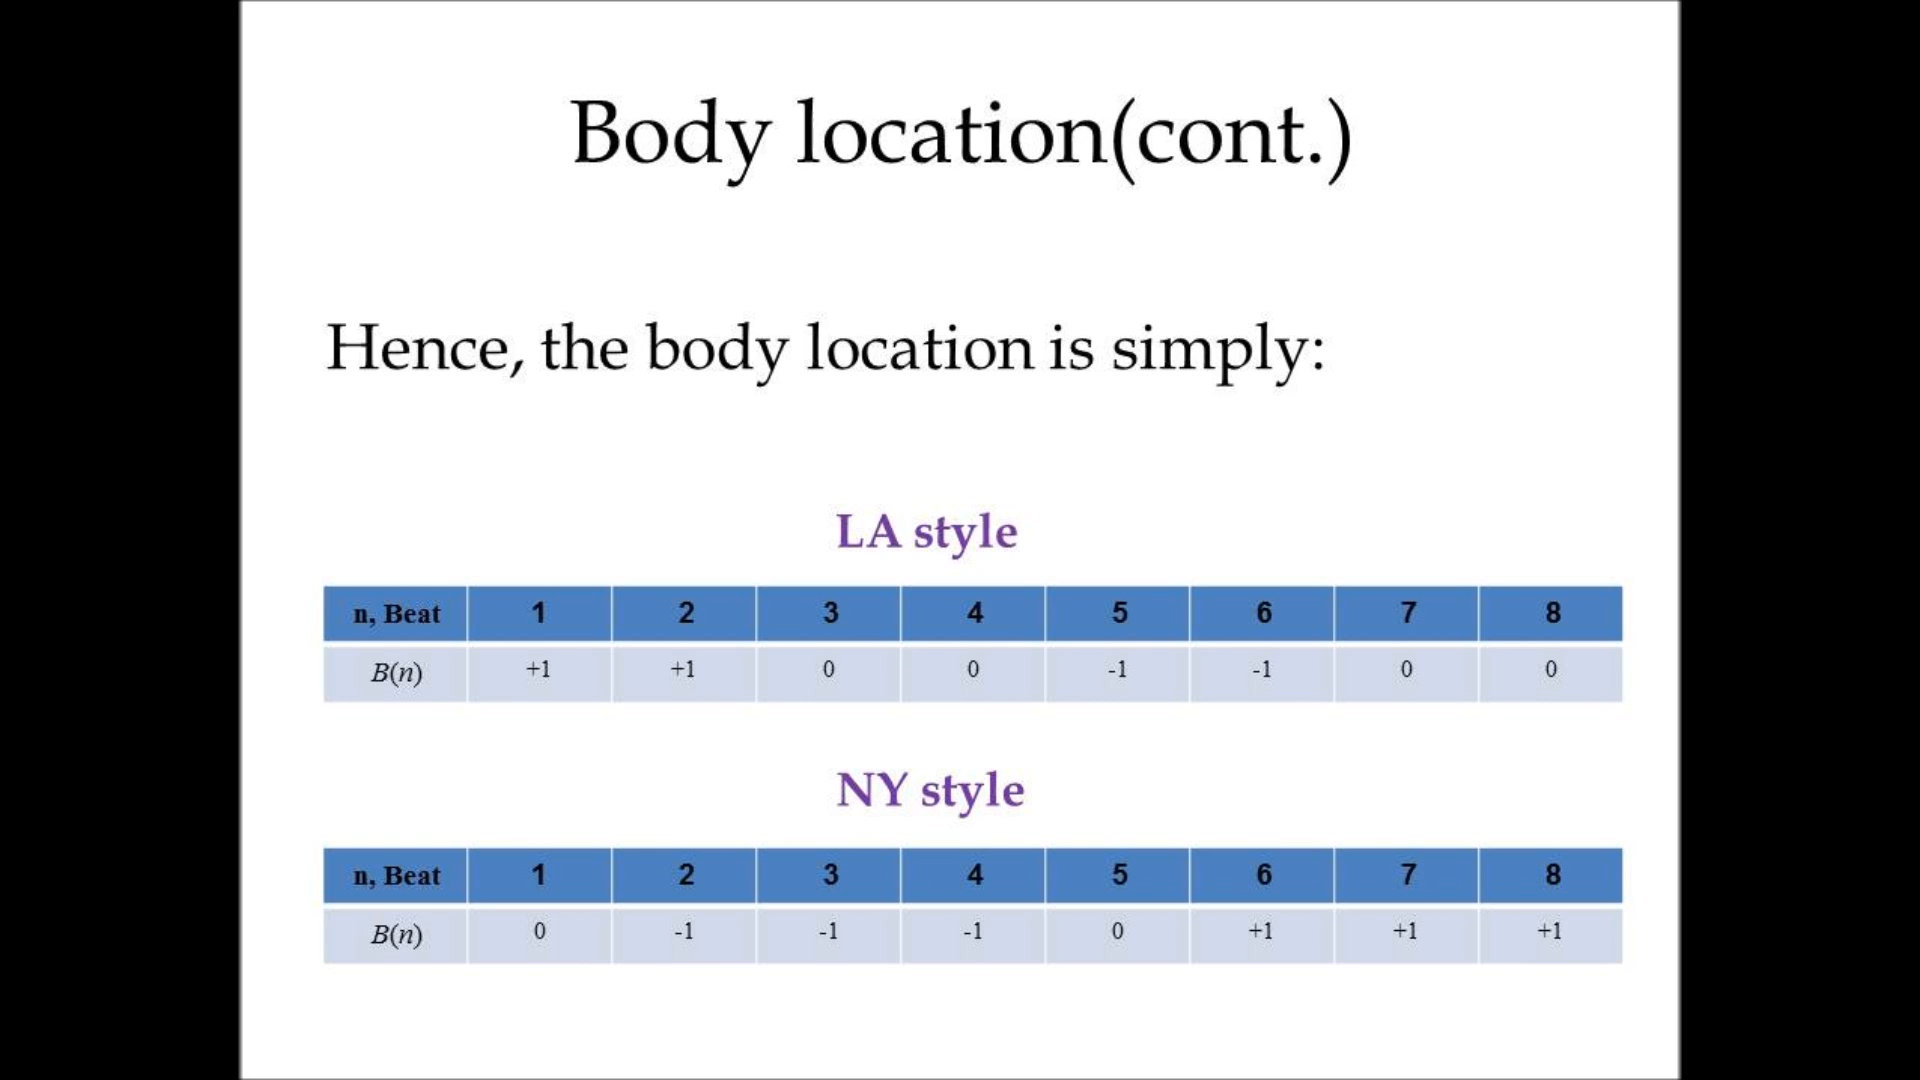 Body location(cont.)
Hence, the body location is simply:
LA style
n, Beat 1 2 3 4 5 6 7 8
B(n) +1 +1 0 0 -1 -1 0 0
NY style
n, Beat 1 2 3 4 5 6 7 8
B(n) 0 -1 -1 -1 0 +1 +1 +1